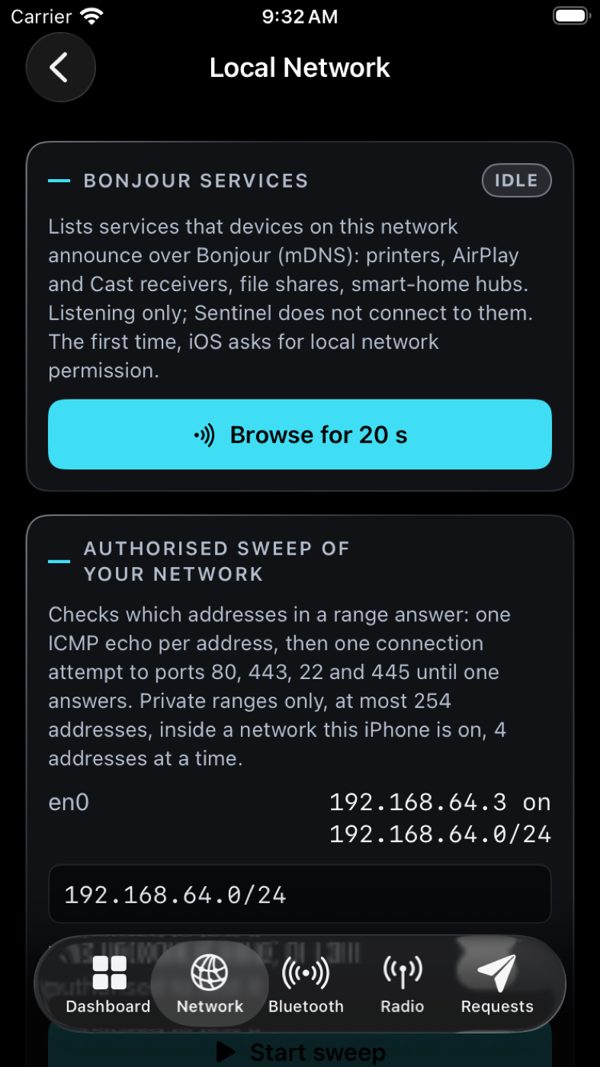 Carrier 9:32 AM
Local Network
BONJOUR SERVICES IDLE
Lists services that devices on this network
announce over Bonjour (mDNS): printers, AirPlay
and Cast receivers, file shares, smart-home hubs.
Listening only; Sentinel does not connect to them.
The first time, iOS asks for local network
permission.
Browse for 20 s
AUTHORISED SWEEP OF
YOUR NETWORK
Checks which addresses in a range answer: one
ICMP echo per address, then one connection
attempt to ports 80, 443, 22 and 445 until one
answers. Private ranges only, at most 254
addresses, inside a network this iPhone is on, 4
addresses at a time.
en0 192.168.64.3 on
192.168.64.0/24
192.168.64.0/24
Dashboard Network Bluetooth Radio Requests
Start sweep